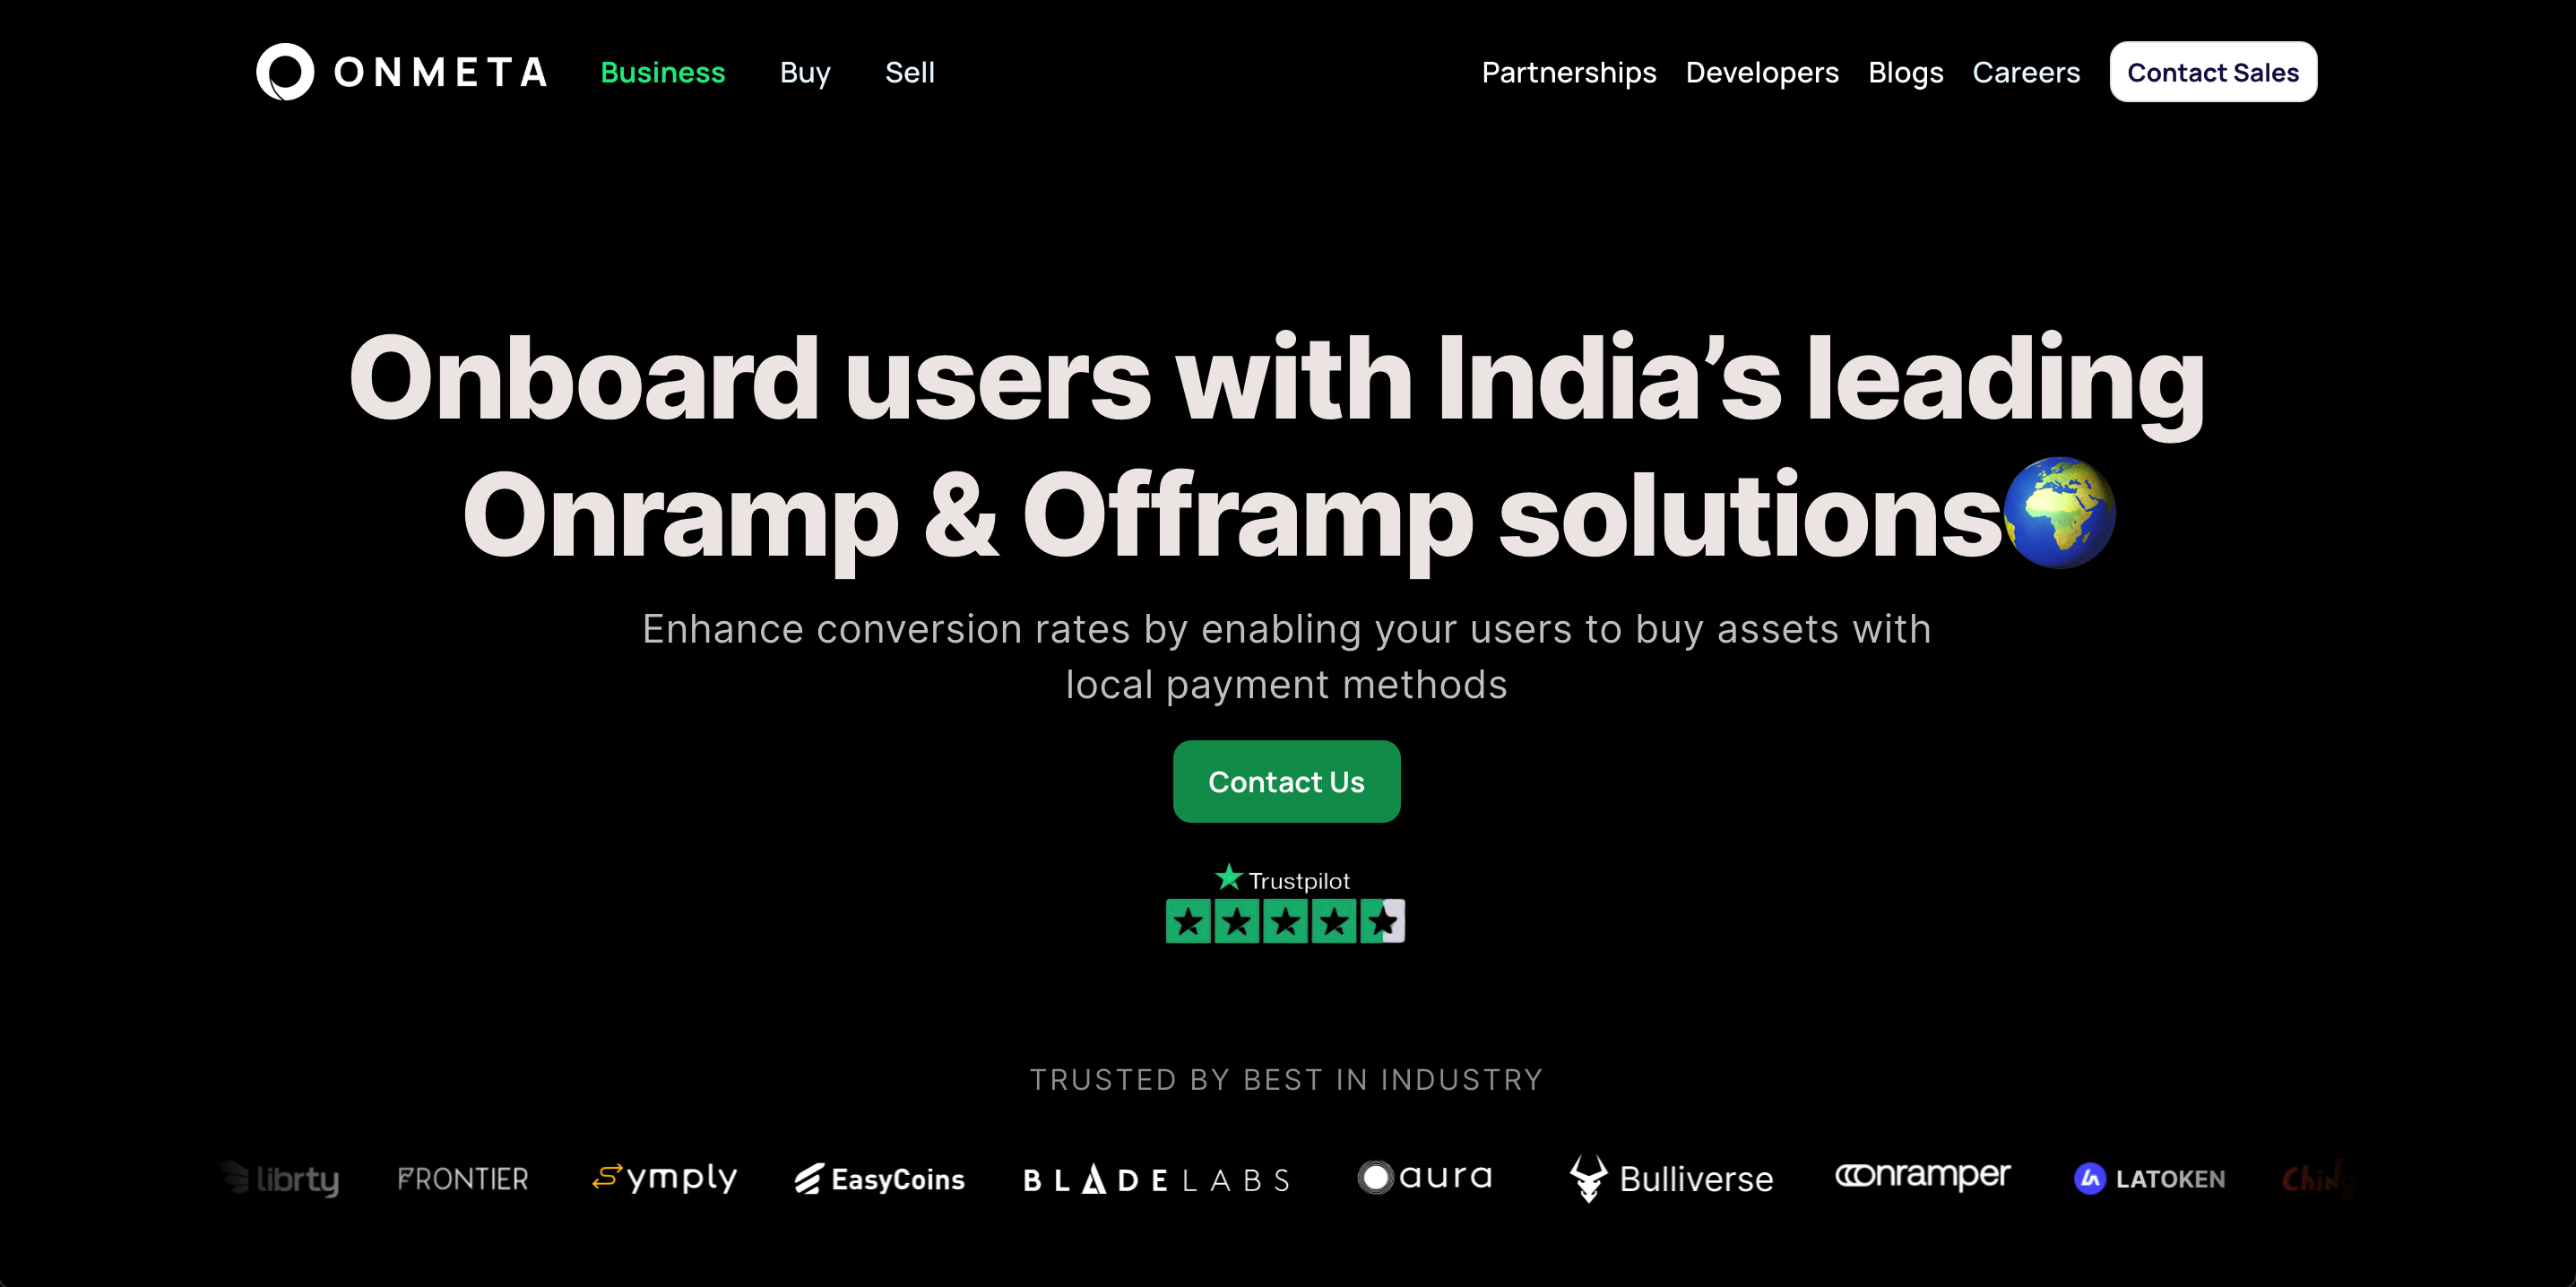 ONMETA Business Buy Sell Partnerships Developers Blogs Careers Contact Sales
Onboard users with India’s leading
Onramp & Offramp solutions
Enhance conversion rates by enabling your users to buy assets with
local payment methods
Contact Us
Trustpilot
TRUSTED BY BEST IN INDUSTRY
librty FRONTIER Symply EasyCoins BLADELABS aura Bulliverse onramper LATOKEN